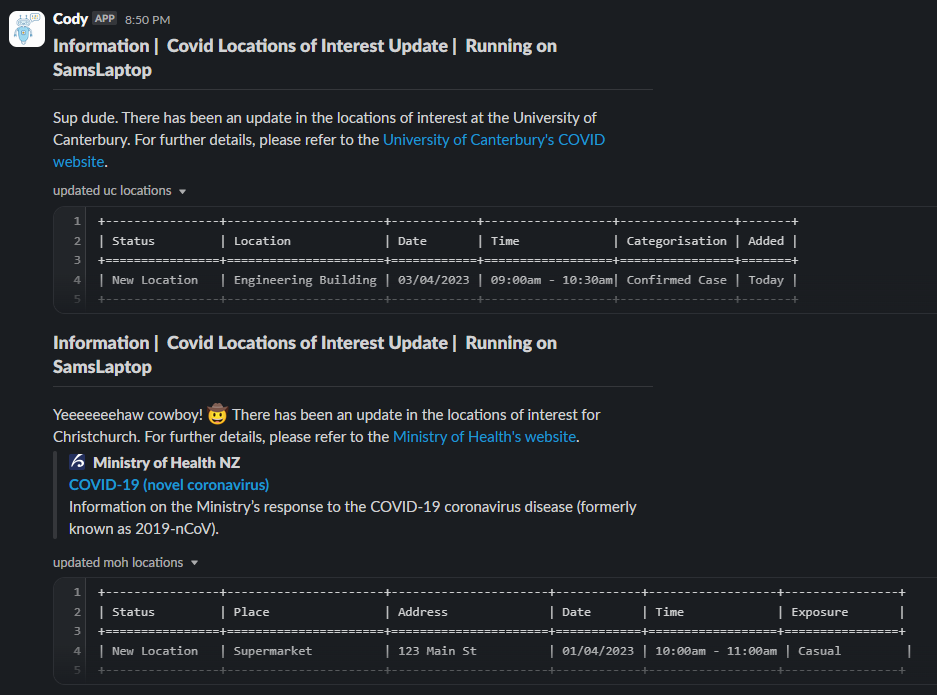 Cody APP 8:50 PM
Information | Covid Locations of Interest Update | Running on
SamsLaptop
Sup dude. There has been an update in the locations of interest at the University of
Canterbury. For further details, please refer to the University of Canterbury's COVID
website.
updated uc locations
1 +----------------+----------------------+------------+------------------+----------------+-------+
2 | Status | Location | Date | Time | Categorisation | Added |
3 +================+======================+============+==================+================+=======+
4 | New Location | Engineering Building | 03/04/2023 | 09:00am - 10:30am| Confirmed Case | Today |
5 +----------------+----------------------+------------+------------------+----------------+-------+
Information | Covid Locations of Interest Update | Running on
SamsLaptop
Yeeeeeeehaw cowboy! 🤠 There has been an update in the locations of interest for
Christchurch. For further details, please refer to the Ministry of Health's website.
Ministry of Health NZ
COVID-19 (novel coronavirus)
Information on the Ministry's response to the COVID-19 coronavirus disease (formerly
known as 2019-nCoV).
updated moh locations
1 +----------------+----------------------+----------------------+------------+------------------+----------------+
2 | Status | Place | Address | Date | Time | Exposure |
3 +================+======================+======================+============+==================+================+
4 | New Location | Supermarket | 123 Main St | 01/04/2023 | 10:00am - 11:00am | Casual |
5 +----------------+----------------------+----------------------+------------+------------------+----------------+